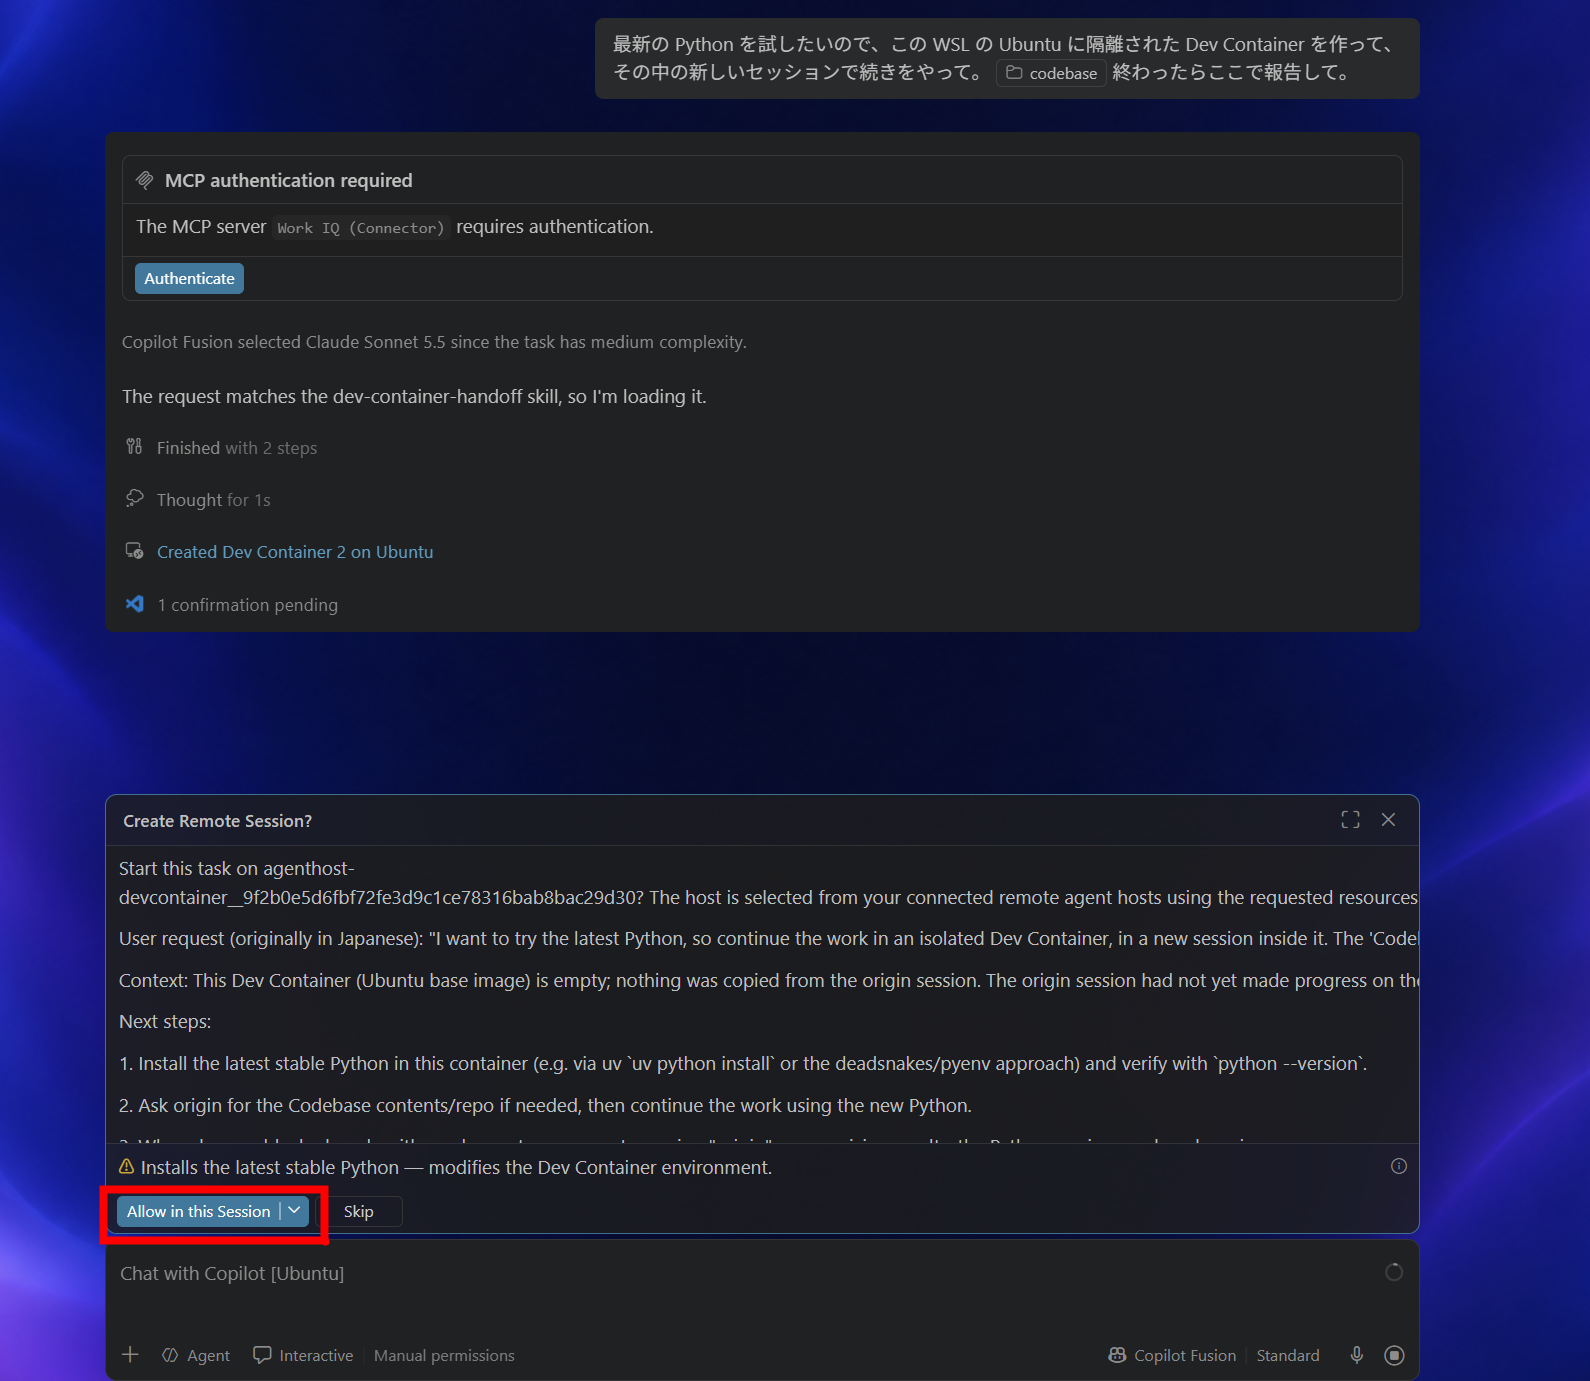 最新の Python を試したいので、この WSL の Ubuntu に隔離された Dev Container を作って、
その中の新しいセッションで続きをやって。 codebase 終わったらここで報告して。
MCP authentication required
The MCP server Work IQ (Connector) requires authentication.
Authenticate
Copilot Fusion selected Claude Sonnet 5.5 since the task has medium complexity.
The request matches the dev-container-handoff skill, so I'm loading it.
Finished with 2 steps
Thought for 1s
Created Dev Container 2 on Ubuntu
1 confirmation pending
Create Remote Session?
Start this task on agenthost-
devcontainer__9f2b0e5d6fbf72fe3d9c1ce78316bab8bac29d30? The host is selected from your connected remote agent hosts using the requested resources
User request (originally in Japanese): "I want to try the latest Python, so continue the work in an isolated Dev Container, in a new session inside it. The
Context: This Dev Container (Ubuntu base image) is empty; nothing was copied from the origin session. The origin session had not yet made progress on
Next steps:
1. Install the latest stable Python in this container (e.g. via uv `uv python install` or the deadsnakes/pyenv approach) and verify with `python --version`.
2. Ask origin for the Codebase contents/repo if needed, then continue the work using the new Python.
Installs the latest stable Python — modifies the Dev Container environment.
Allow in this Session Skip
Chat with Copilot [Ubuntu]
Agent Interactive Manual permissions Copilot Fusion Standard